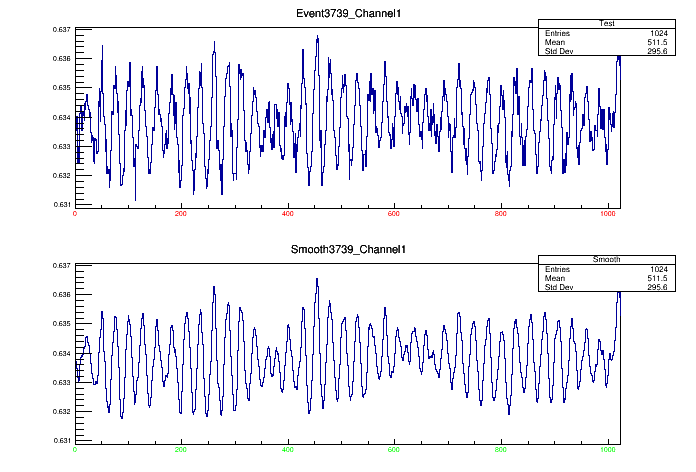 Event3739_Channel1
Test
Entries 1024
Mean 511.5
Std Dev 295.6
0.637
0.636
0.635
0.634
0.633
0.632
0.631
0 200 400 600 800 1000
Smooth3739_Channel1
Smooth
Entries 1024
Mean 511.5
Std Dev 295.6
0.637
0.636
0.635
0.634
0.633
0.632
0.631
0 200 400 600 800 1000